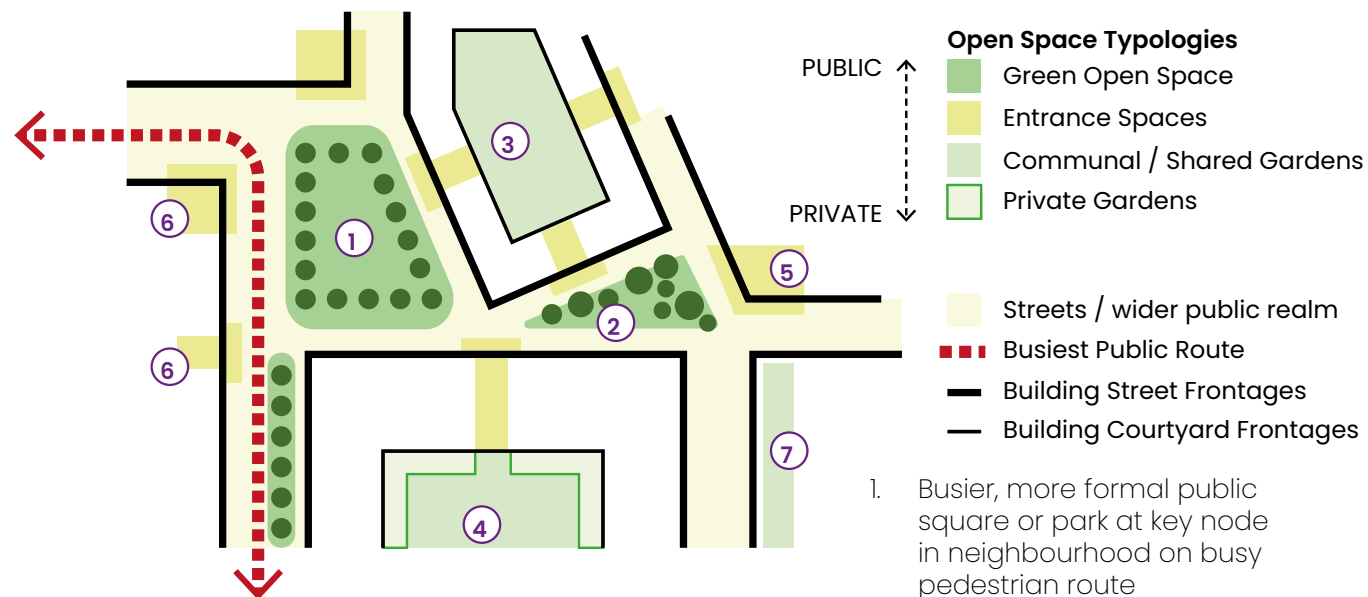 PUBLIC
PRIVATE
Open Space Typologies
Green Open Space
Entrance Spaces
Communal / Shared Gardens
Private Gardens
Streets / wider public realm
Busiest Public Route
Building Street Frontages
Building Courtyard Frontages
1. Busier, more formal public
square or park at key node
in neighbourhood on busy
pedestrian route
3
6
1
5
2
6
7
4